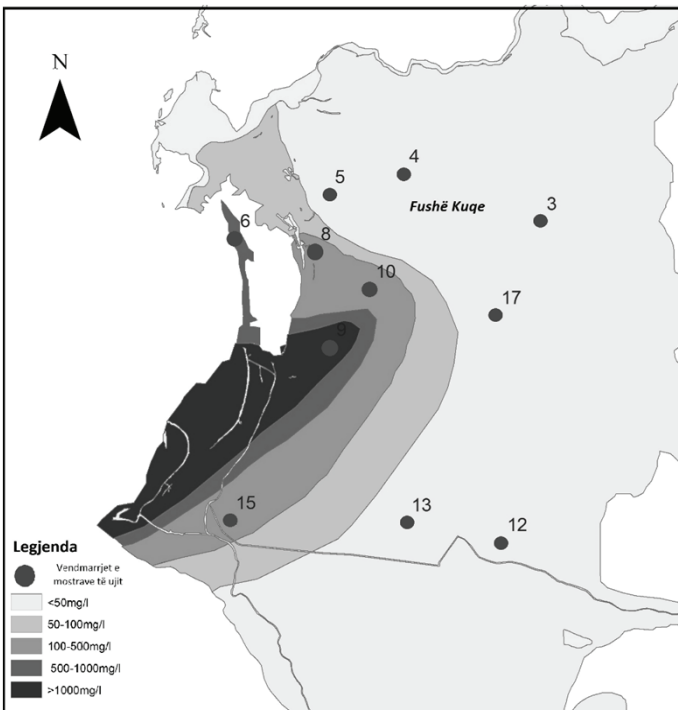 N
4
5
3
Fushë Kuqe
6
8
10
17
9
15
13
12
Legjenda
Vendmarrjet e
mostrave të ujit
<50mg/l
50-100mg/l
100-500mg/l
500-1000mg/l
>1000mg/l